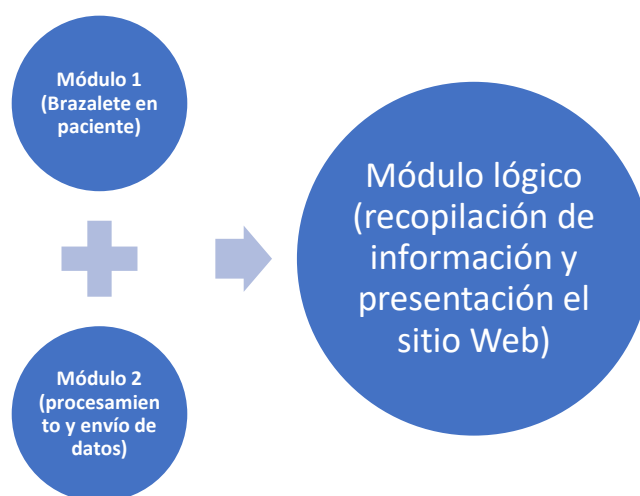 Módulo 1
(Brazalete en
paciente)
Módulo 2
(procesamien
to y envío de
datos)
Módulo lógico
(recopilación de
información y
presentación el
sitio Web)